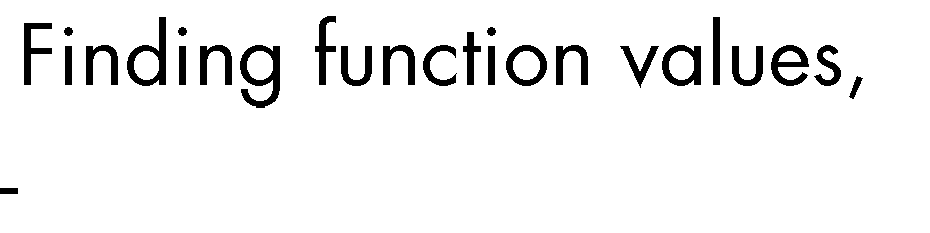 Finding function values,
-